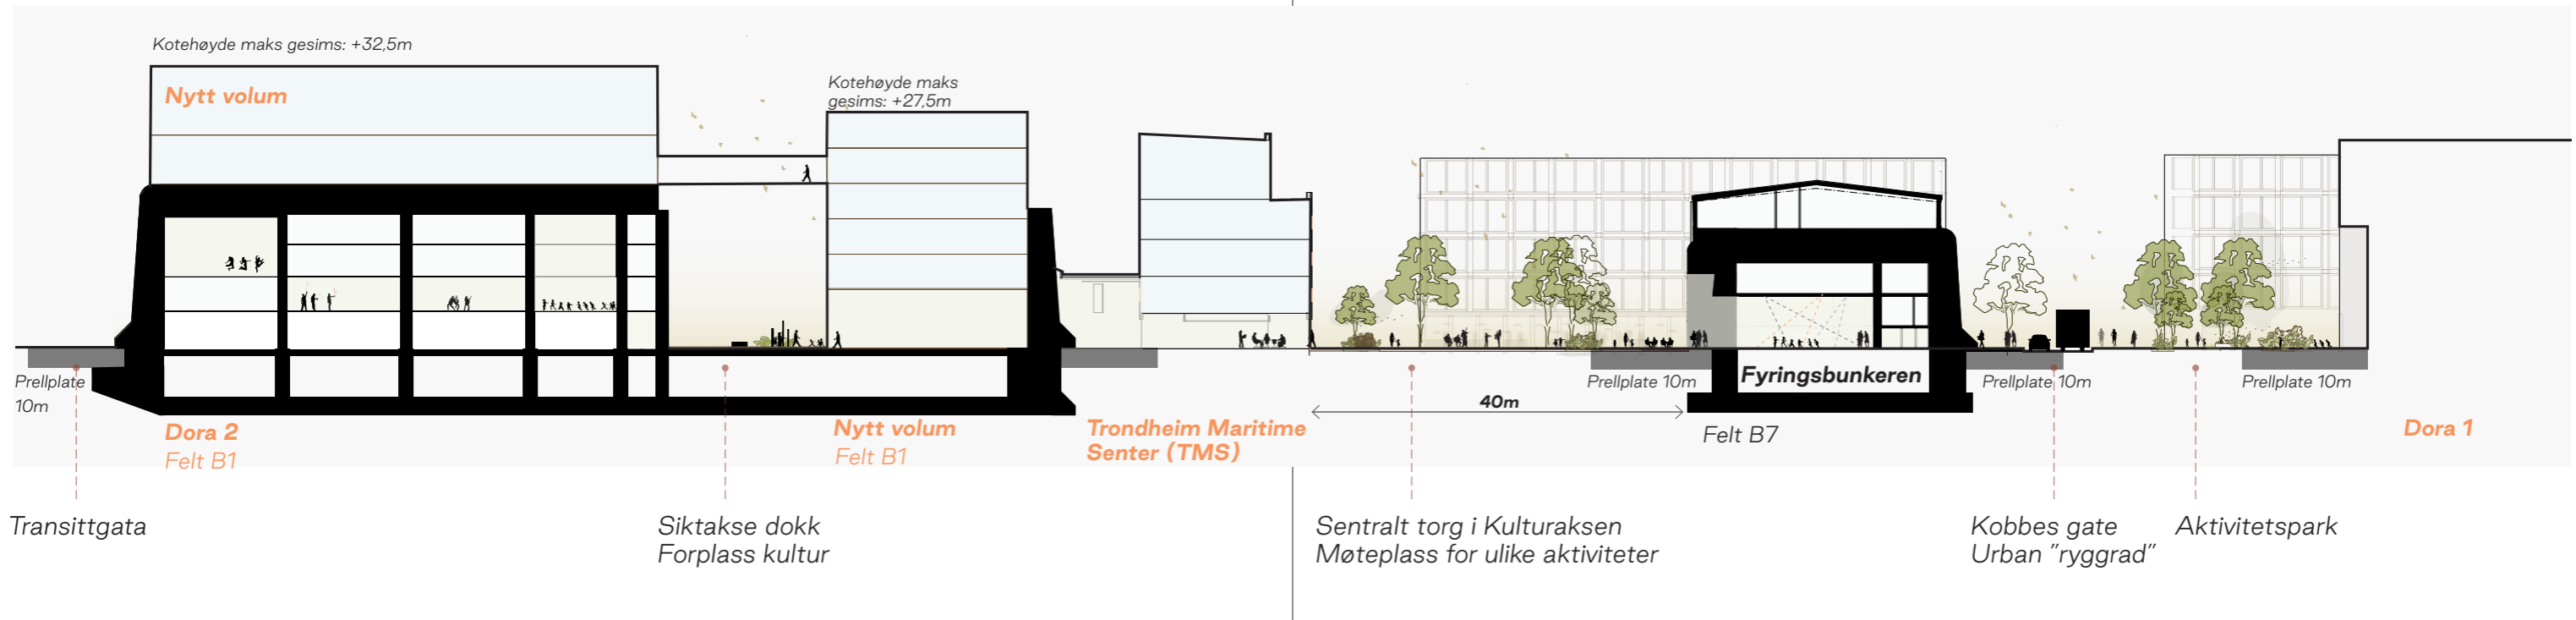 Kotehøyde maks gesims: +32,5m
Nytt volum
Kotehøyde maks
gesims: +27,5m
Prellplate
10m
Dora 2
Felt B1
Nytt volum
Felt B1
Trondheim Maritime
Senter (TMS)
40m
Prellplate 10m
Fyringsbunkeren
Felt B7
Prellplate 10m
Prellplate 10m
Dora 1
Transittgata
Siktakse dokk
Forplass kultur
Sentralt torg i Kulturaksen
Møteplass for ulike aktiviteter
Kobbes gate
Urban ”ryggrad”
Aktivitetspark